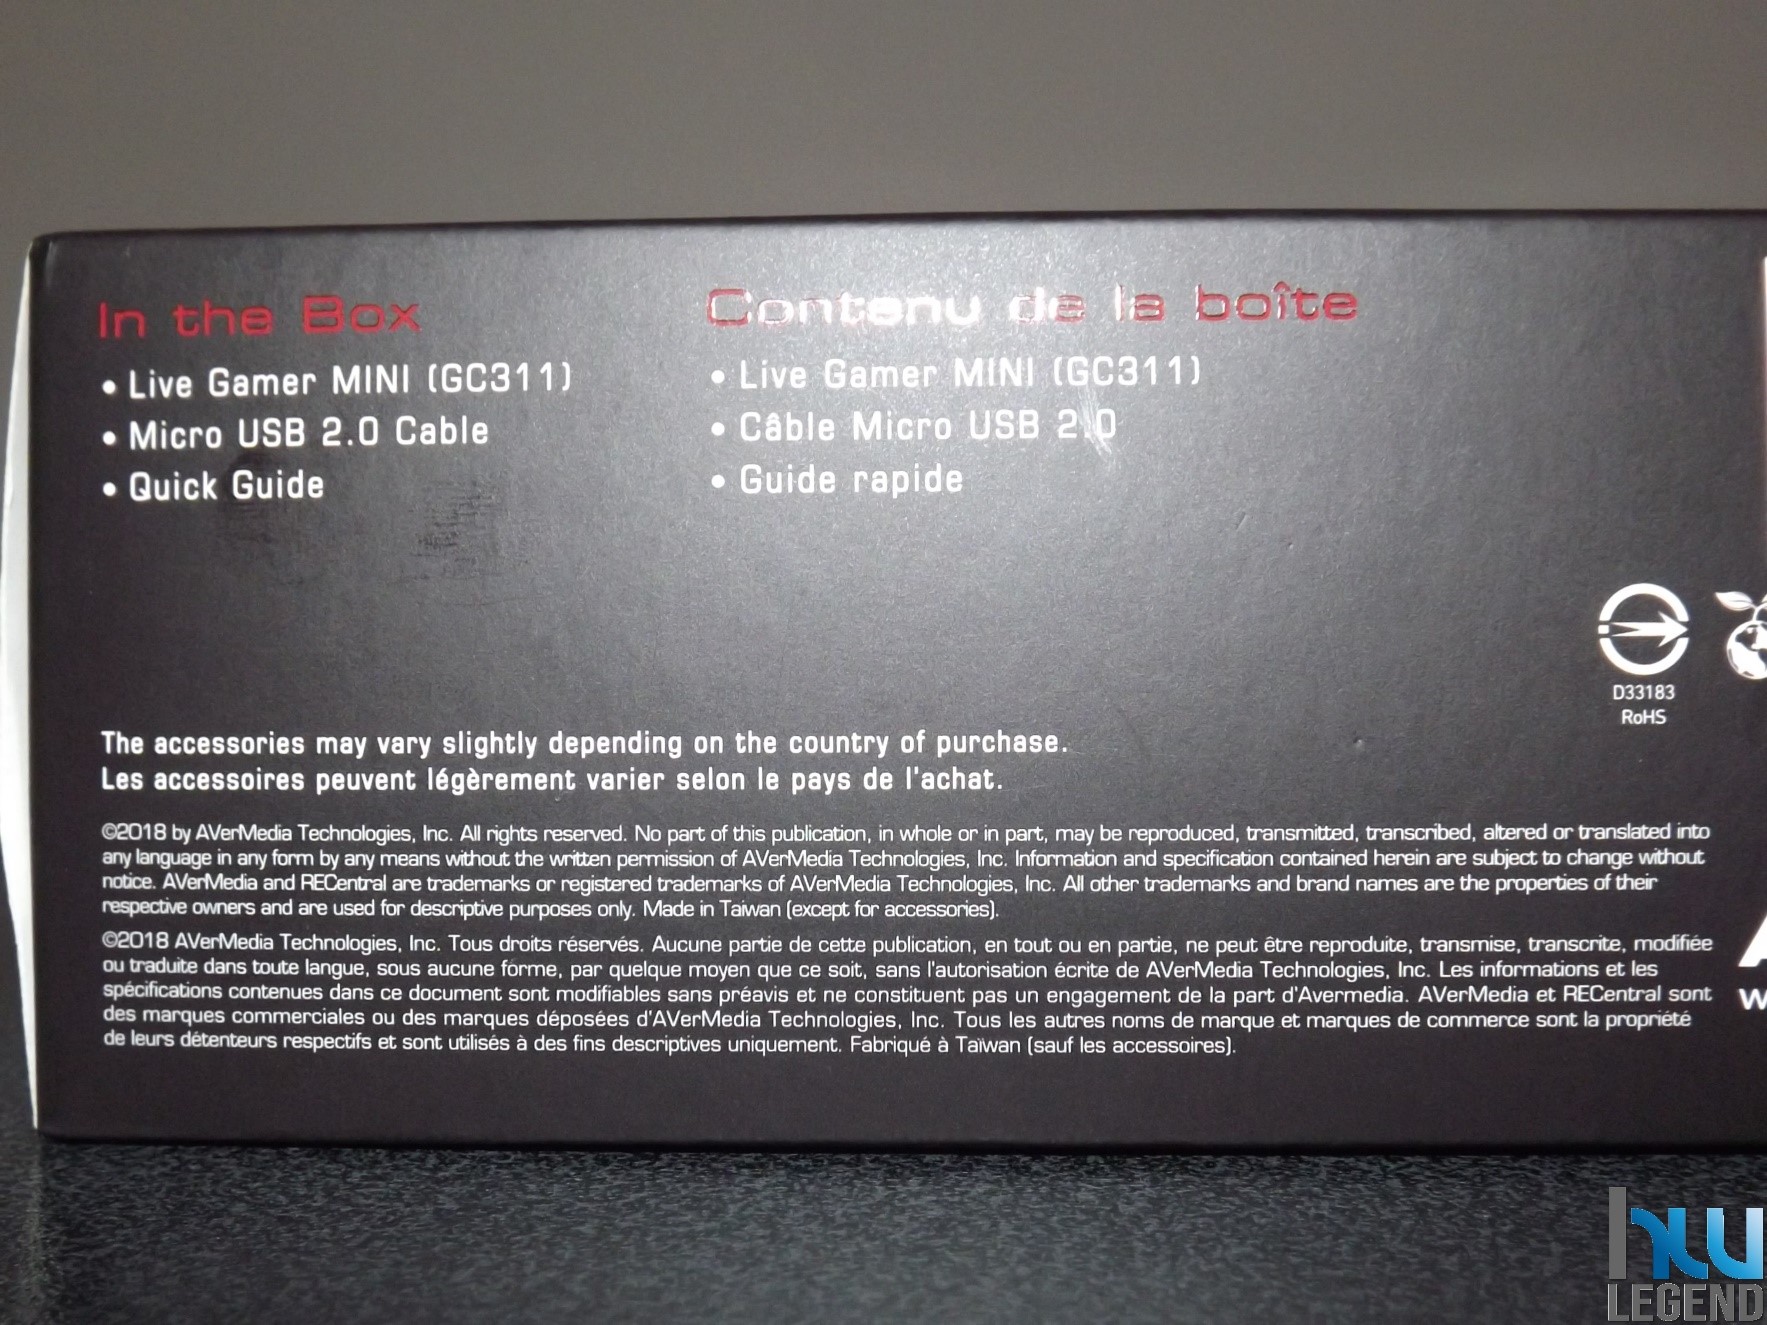 In the Box
• Live Gamer MINI (GC311)
• Micro USB 2.0 Cable
• Quick Guide
Contenu de la boîte
• Live Gamer MINI (GC311)
• Câble Micro USB 2.0
• Guide rapide
D33183
RoHS
The accessories may vary slightly depending on the country of purchase.
Les accessoires peuvent légèrement varier selon le pays de l'achat.
©2018 by AVerMedia Technologies, Inc. All rights reserved. No part of this publication, in whole or in part, may be reproduced, transmitted, transcribed, altered or translated into
any language in any form by any means without the written permission of AVerMedia Technologies, Inc. Information and specification contained herein are subject to change without
notice. AVerMedia and RECentral are trademarks or registered trademarks of AVerMedia Technologies, Inc. All other trademarks and brand names are the properties of their
respective owners and are used for descriptive purposes only. Made in Taiwan (except for accessories).
©2018 AVerMedia Technologies, Inc. Tous droits réservés. Aucune partie de cette publication, en tout ou en partie, ne peut être reproduite, transmise, transcrite, modifiée
ou traduite dans toute langue, sous aucune forme, par quelque moyen que ce soit, sans l'autorisation écrite de AVerMedia Technologies, Inc. Les informations et les
spécifications contenues dans ce document sont modifiables sans préavis et ne constituent pas un engagement de la part d'Avermedia. AVerMedia et RECentral sont
des marques commerciales ou des marques déposées d'AVerMedia Technologies, Inc. Tous les autres noms de marque et marques de commerce sont la propriété
de leurs détenteurs respectifs et sont utilisés à des fins descriptives uniquement. Fabriqué à Taïwan (sauf les accessoires).
LEGEND